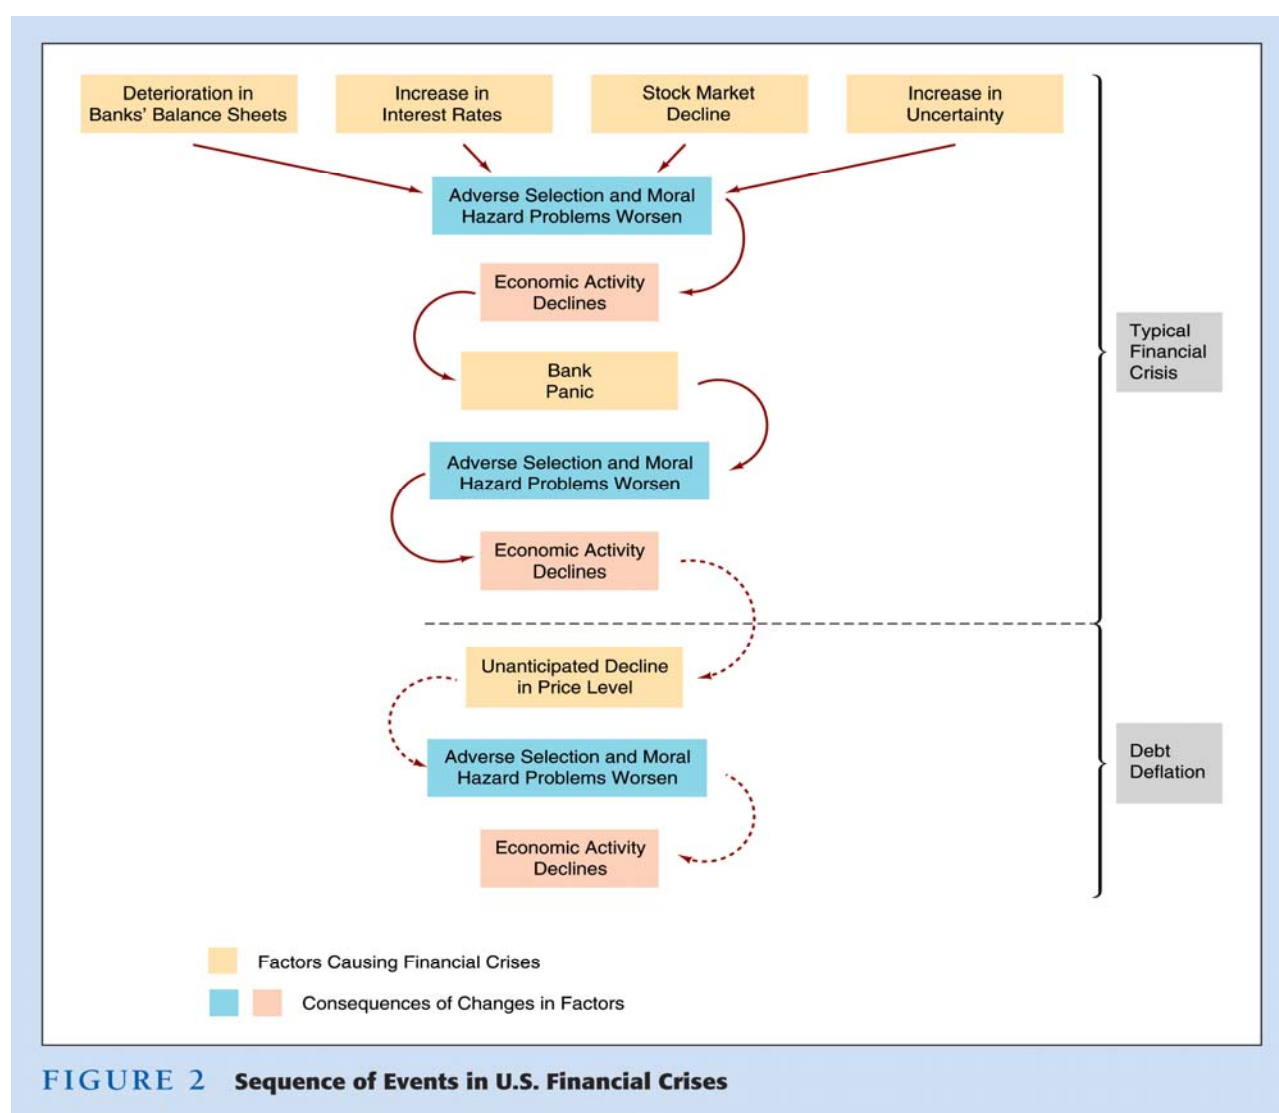 Deterioration in
Banks' Balance Sheets
Increase in
Interest Rates
Stock Market
Decline
Increase in
Uncertainty
Adverse Selection and Moral
Hazard Problems Worsen
Economic Activity
Declines
Bank
Panic
Adverse Selection and Moral
Hazard Problems Worsen
Economic Activity
Declines
Typical
Financial
Crisis
Unanticipated Decline
in Price Level
Adverse Selection and Moral
Hazard Problems Worsen
Economic Activity
Declines
Debt
Deflation
Factors Causing Financial Crises
Consequences of Changes in Factors
FIGURE 2 Sequence of Events in U.S. Financial Crises